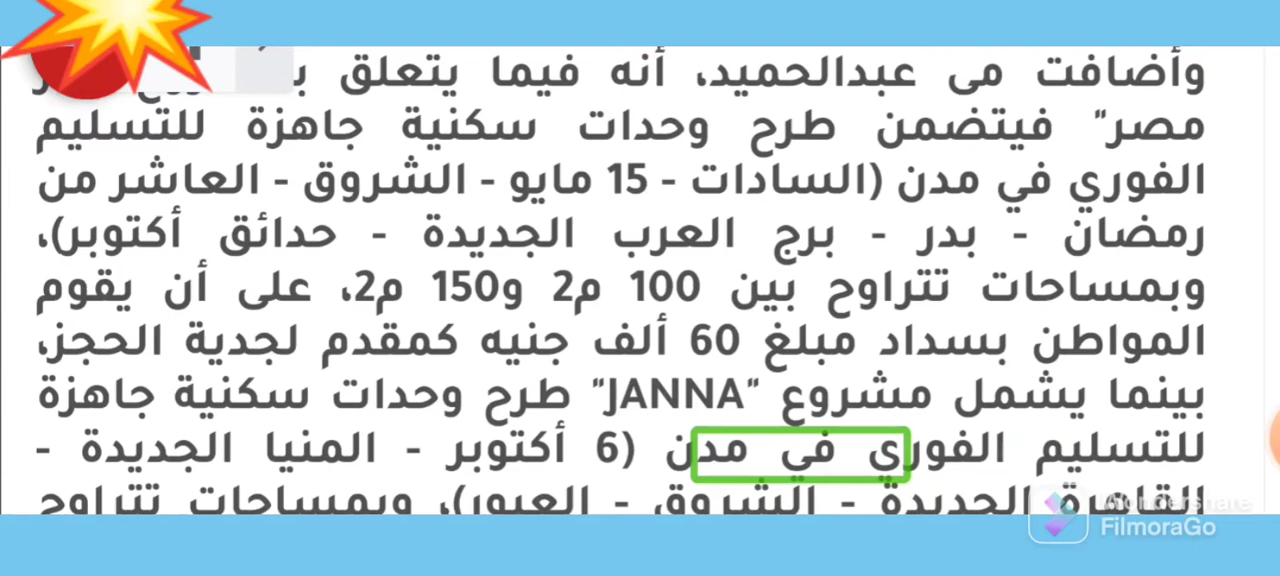 وأضافت مى عبدالحميد، أنه فيما يتعلق
مصر" فيتضمن طرح وحدات سكنية جاهزة للتسليم
الفوري في مدن (السادات - 15 مايو - الشروق - العاشر من
رمضان - بدر - برج العرب الجديدة - حدائق أكتوبر)،
وبمساحات تتراوح بين 100 م2 و150 م2، على أن يقوم
المواطن بسداد مبلغ 60 ألف جنيه كمقدم لجدية الحجز،
بينما يشمل مشروع "JANNA" طرح وحدات سكنية جاهزة
للتسليم الفوري في مدن (6 أكتوبر - المنيا الجديدة -
القاهرة الجديدة - الشروق - العبور)، وبمساحات تتراوح
Wondershare
FilmoraGo